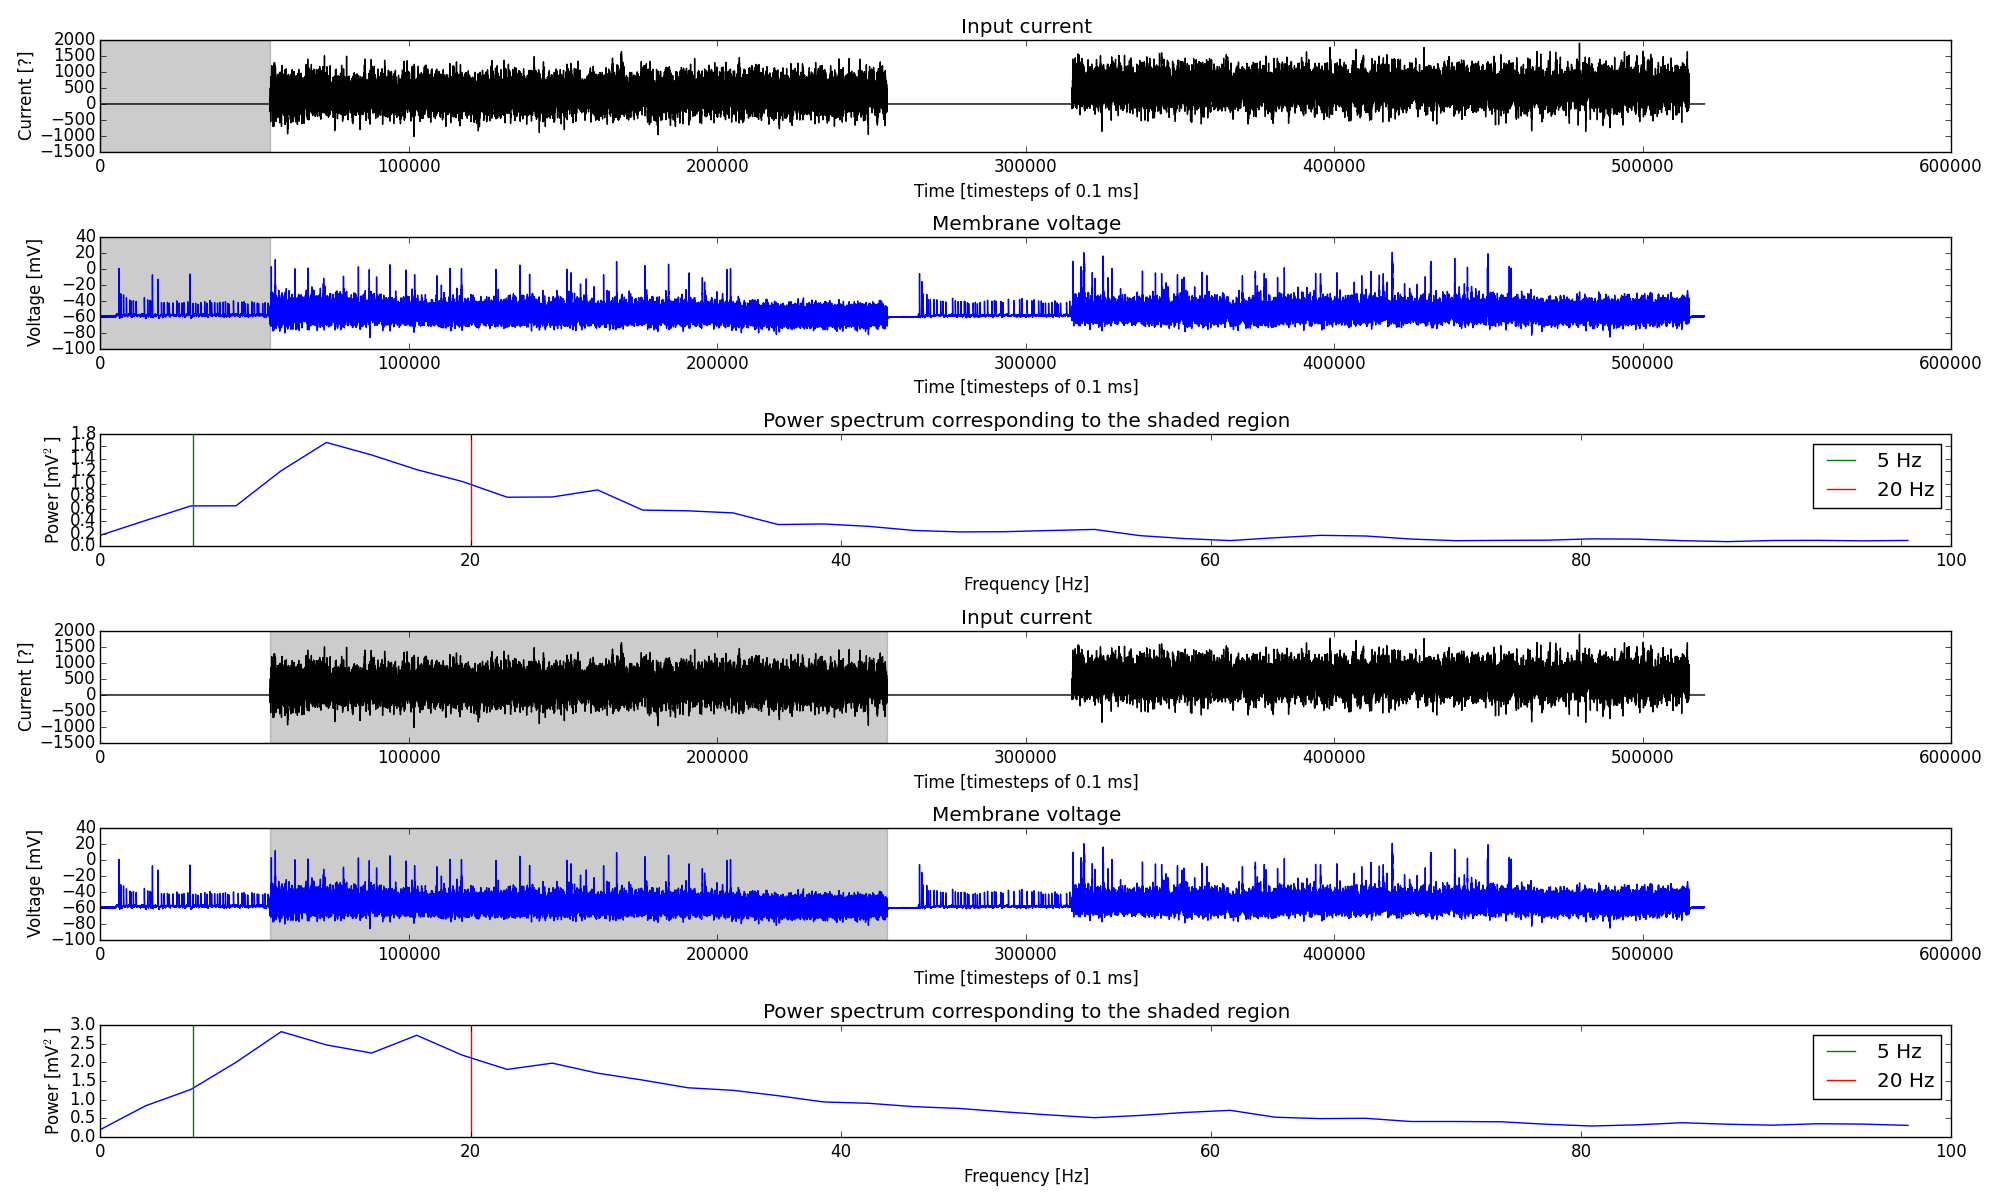 Input current
2000
1500
1000
500
0
−500
−1000
−1500
Current [?]
0 100000 200000 300000 400000 500000 600000
Time [timesteps of 0.1 ms]
Membrane voltage
40
20
0
−20
−40
−60
−80
−100
Voltage [mV]
0 100000 200000 300000 400000 500000 600000
Time [timesteps of 0.1 ms]
Power spectrum corresponding to the shaded region
1.8
1.6
1.4
1.2
1.0
0.8
0.6
0.4
0.2
0.0
Power [mV²]
5 Hz
20 Hz
0 20 40 60 80 100
Frequency [Hz]
Input current
2000
1500
1000
500
0
−500
−1000
−1500
Current [?]
0 100000 200000 300000 400000 500000 600000
Time [timesteps of 0.1 ms]
Membrane voltage
40
20
0
−20
−40
−60
−80
−100
Voltage [mV]
0 100000 200000 300000 400000 500000 600000
Time [timesteps of 0.1 ms]
Power spectrum corresponding to the shaded region
3.0
2.5
2.0
1.5
1.0
0.5
0.0
Power [mV²]
5 Hz
20 Hz
0 20 40 60 80 100
Frequency [Hz]